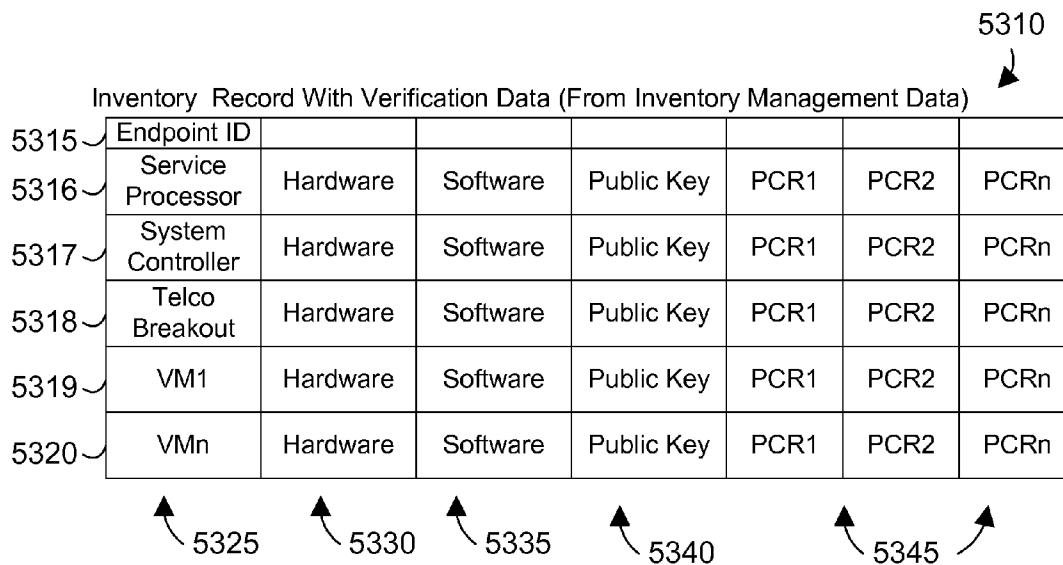 5310
Inventory Record With Verification Data (From Inventory Management Data)
5315 Endpoint ID
5316 Service Processor Hardware Software Public Key PCR1 PCR2 PCRn
5317 System Controller Hardware Software Public Key PCR1 PCR2 PCRn
5318 Telco Breakout Hardware Software Public Key PCR1 PCR2 PCRn
5319 VM1 Hardware Software Public Key PCR1 PCR2 PCRn
5320 VMn Hardware Software Public Key PCR1 PCR2 PCRn
5325 5330 5335 5340 5345